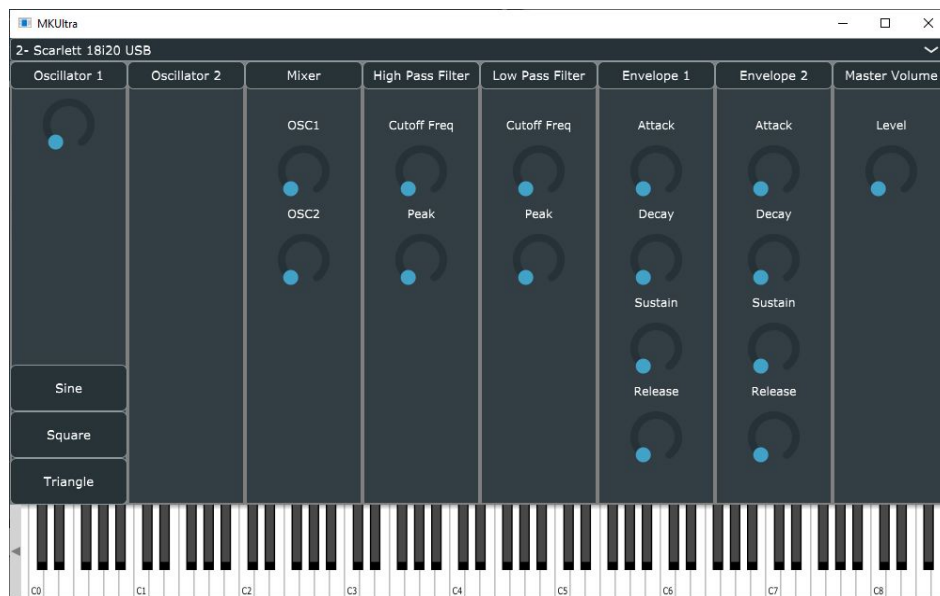 MKUltra
2- Scarlett 18i20 USB
Oscillator 1
Oscillator 2
Mixer
High Pass Filter
Low Pass Filter
Envelope 1
Envelope 2
Master Volume
OSC1
Cutoff Freq
Cutoff Freq
Attack
Attack
Level
OSC2
Peak
Peak
Decay
Decay
Sustain
Sustain
Release
Release
Sine
Square
Triangle
C0
C1
C2
C3
C4
C5
C6
C7
C8